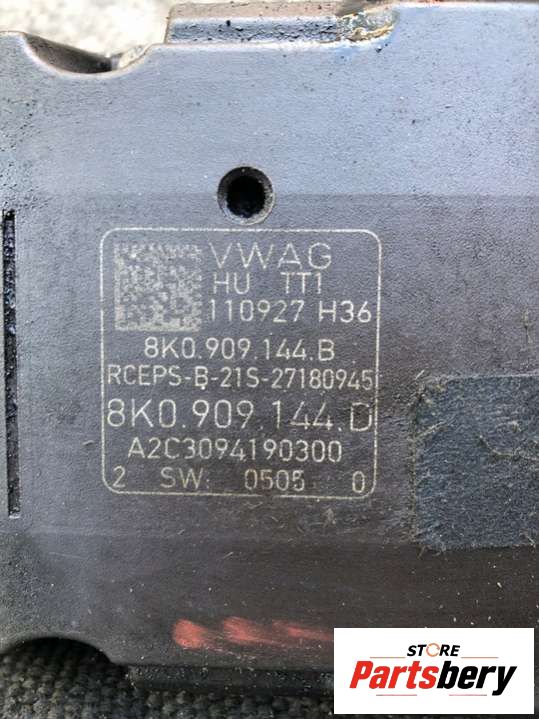 VWAG
HU TT1
110927 H36
8K0.909.144.B
RCEPS-B-21S-27180945
8K0.909.144.D
A2C3094190300
2 SW: 0505 0
STORE
Partsbery